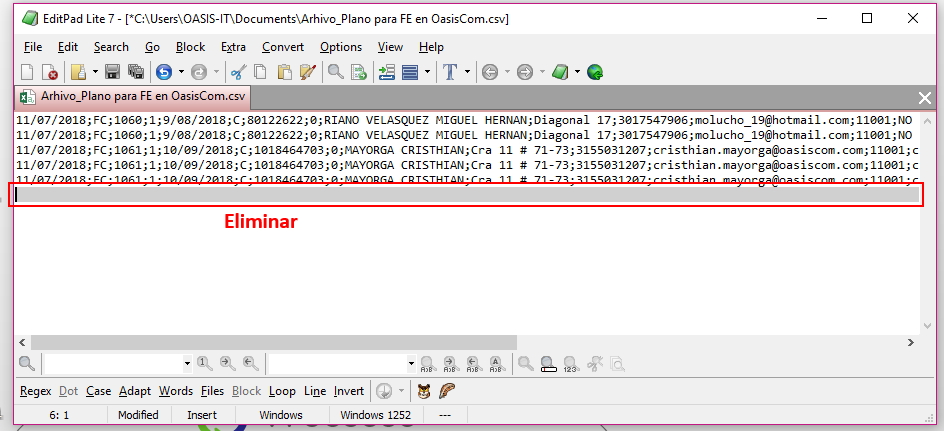 EditPad Lite 7 - [*C:\Users\OASIS-IT\Documents\Arhivo_Plano para FE en OasisCom.csv]
File Edit Search Go Block Extra Convert Options View Help
Arhivo_Plano para FE en OasisCom.csv
11/07/2018;FC;1060;1;9/08/2018;C;80122622;0;RIANO VELASQUEZ MIGUEL HERNAN;Diagonal 17;3017547906;molucho_19@hotmail.com;11001;NO
11/07/2018;FC;1060;1;9/08/2018;C;80122622;0;RIANO VELASQUEZ MIGUEL HERNAN;Diagonal 17;3017547906;molucho_19@hotmail.com;11001;NO
11/07/2018;FC;1061;1;10/09/2018;C;1018464703;0;MAYORGA CRISTHIAN;Cra 11 # 71-73;3155031207;cristhian.mayorga@oasiscom.com;11001;c
11/07/2018;FC;1061;1;10/09/2018;C;1018464703;0;MAYORGA CRISTHIAN;Cra 11 # 71-73;3155031207;cristhian.mayorga@oasiscom.com;11001;c
11/07/2018;FC;1061;1;10/09/2018;C;1018464703;0;MAYORGA CRISTHIAN;Cra 11 # 71-73;3155031207;cristhian.mayorga@oasiscom.com;11001;c
Eliminar
Regex Dot Case Adapt Words Files Block Loop Line Invert
6: 1 Modified Insert Windows Windows 1252 ---